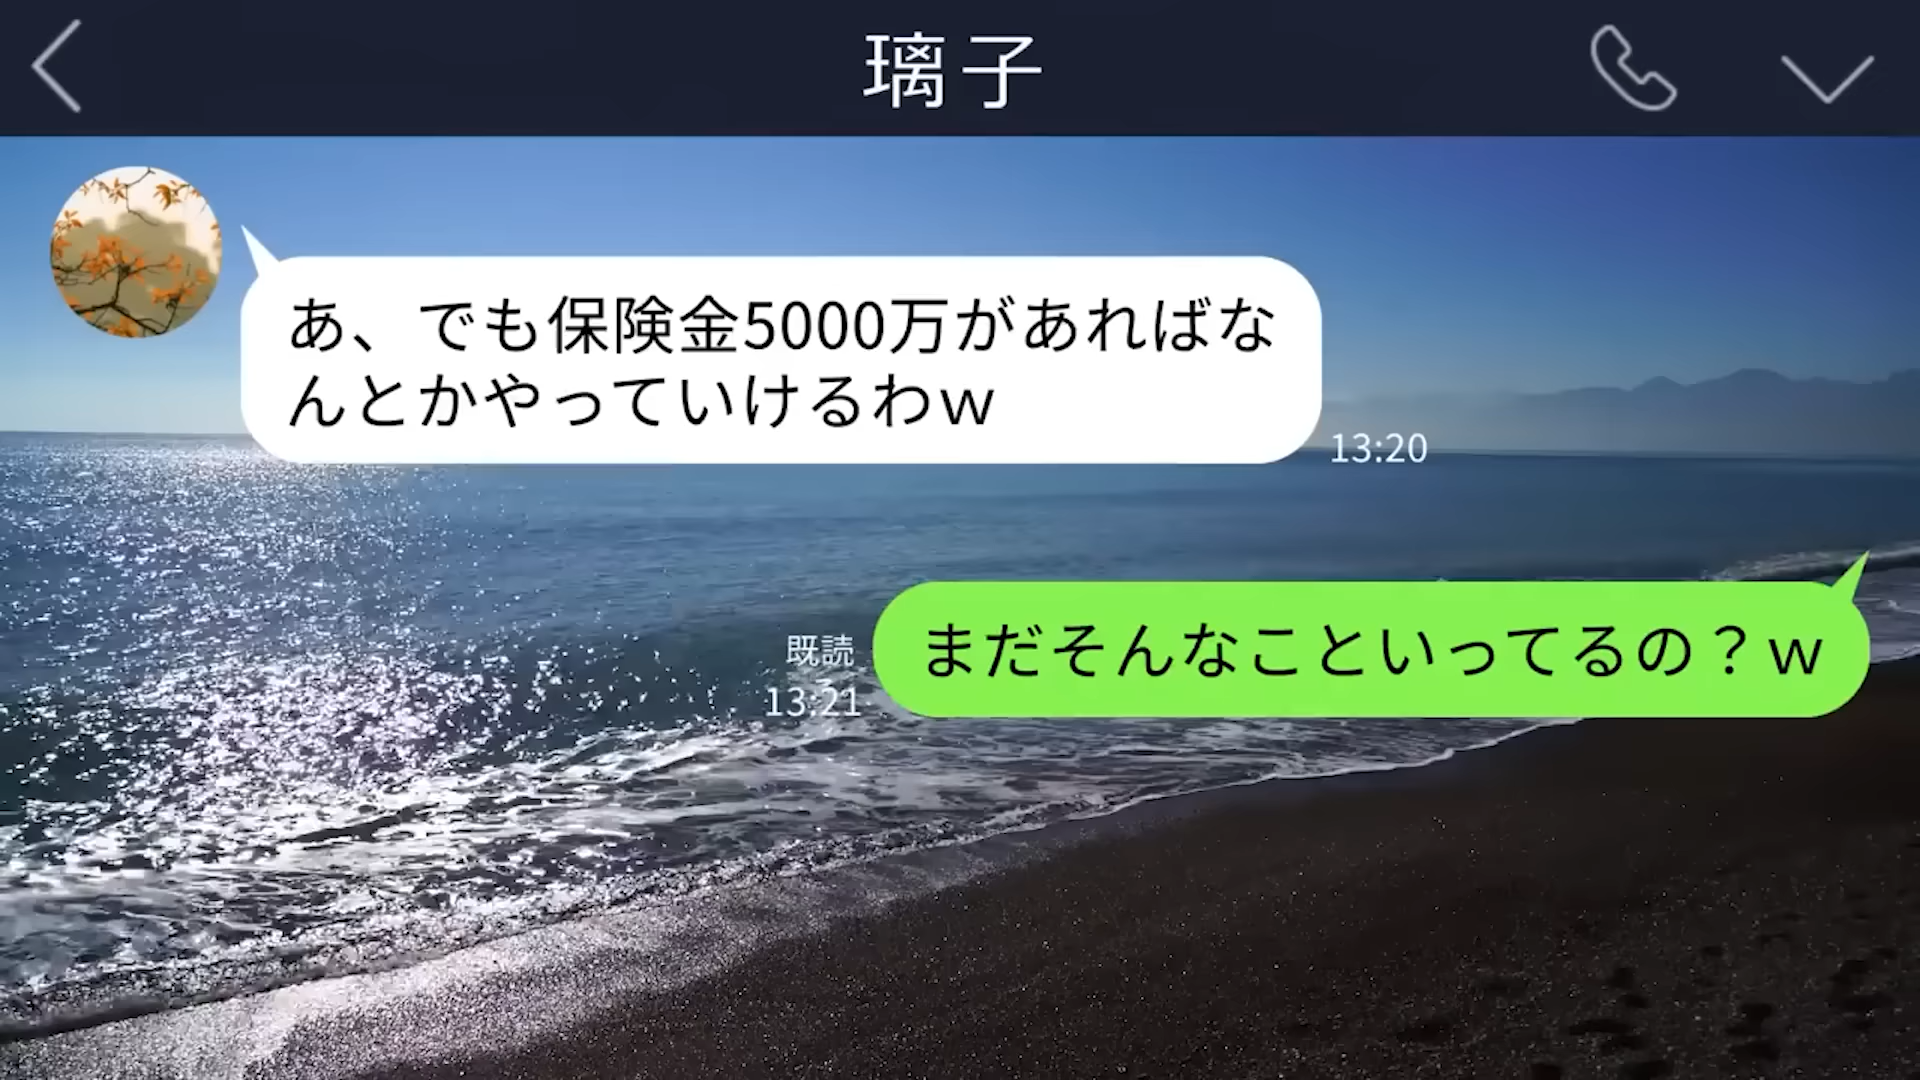 璃子
あ、でも保険金5000万があればな
んとかやっていけるわｗ
13:20
まだそんなこといってるの？ｗ
既読
13:21